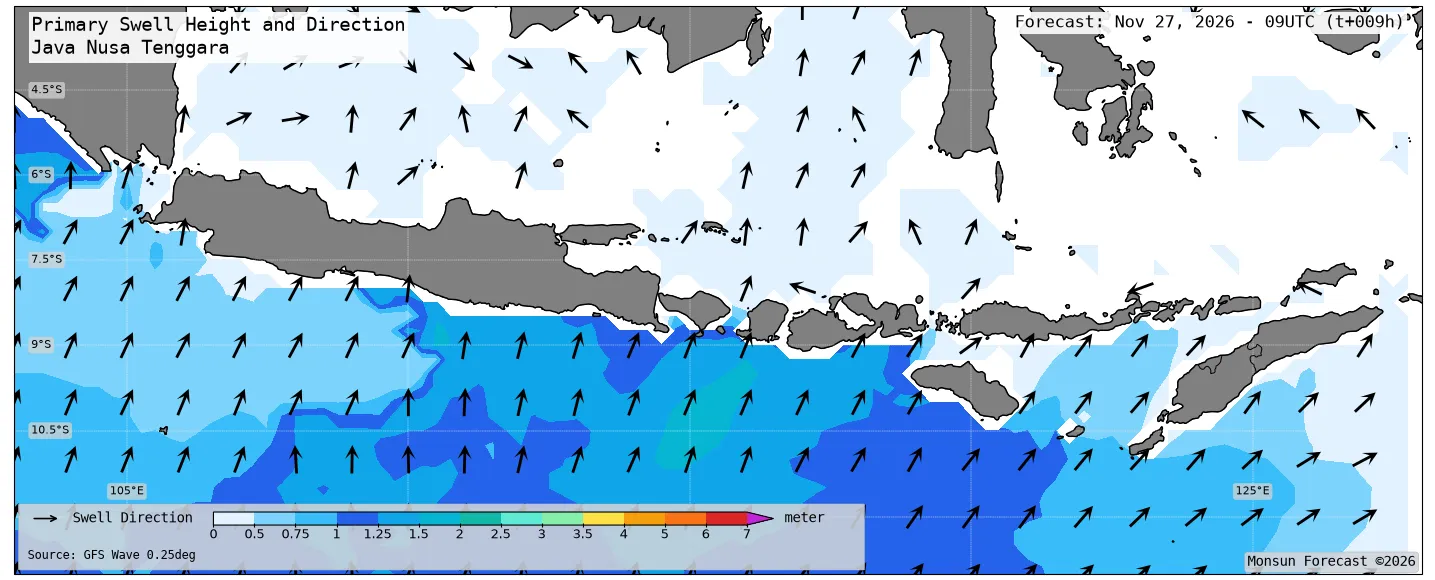 Primary Swell Height and Direction
Java Nusa Tenggara
Forecast: Nov 27, 2026 - 09UTC (t+009h)
4.5°S
6°S
7.5°S
9°S
10.5°S
105°E
125°E
Swell Direction
0 0.5 0.75 1 1.25 1.5 2 2.5 3 3.5 4 5 6 7
meter
Source: GFS Wave 0.25deg
Monsun Forecast ©2026